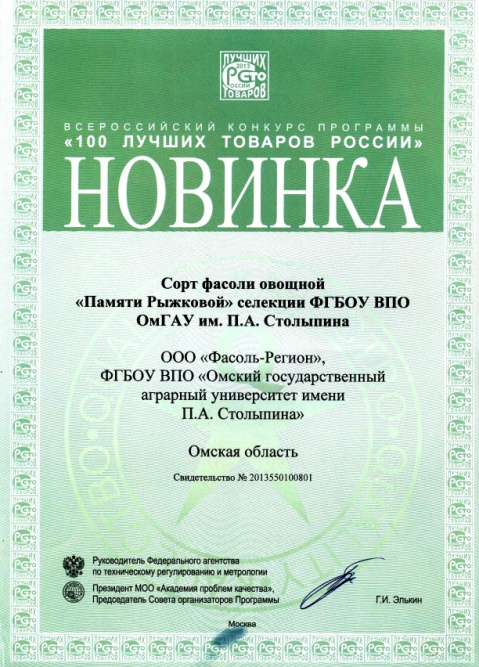 ЛУЧШИХ
2013
PGTO
РОССИИ
ТОВАРОВ
ВСЕРОССИЙСКИЙ КОНКУРС ПРОГРАММЫ
«100 ЛУЧШИХ ТОВАРОВ РОССИИ»
НОВИНКА
Сорт фасоли овощной
«Памяти Рыжковой» селекции ФГБОУ ВПО
ОмГАУ им. П.А. Столыпина
ООО «Фасоль-Регион»,
ФГБОУ ВПО «Омский государственный
аграрный университет имени
П.А. Столыпина»
Омская область
Свидетельство № 2013550100801
Руководитель Федерального агентства
по техническому регулированию и метрологии
Президент МОО «Академия проблем качества»,
Председатель Совета организаторов Программы
Г.И. Элькин
Москва